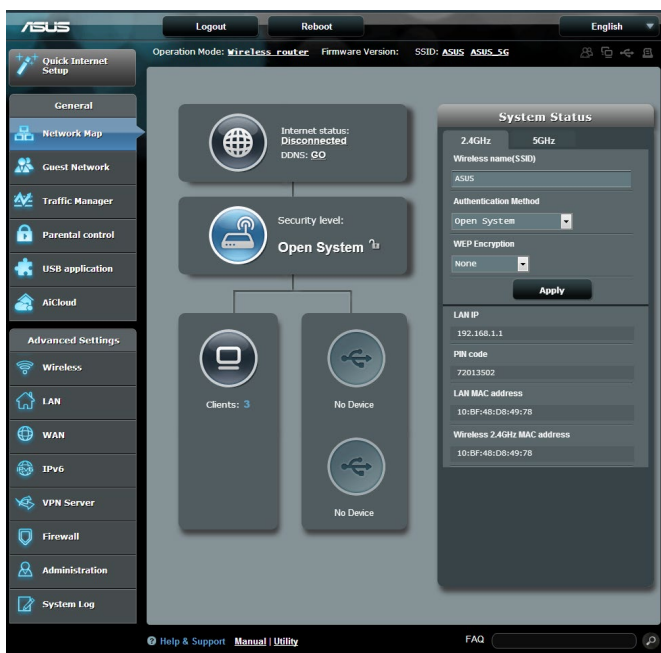 ASUS
Logout
Reboot
English
Quick Internet
Setup
Operation Mode: Wireless router Firmware Version: SSID: ASUS ASUS_5G
General
Network Map
Guest Network
Traffic Manager
Parental control
USB application
AiCloud
Advanced Settings
Wireless
LAN
WAN
IPv6
IPv6
VPN Server
Firewall
Administration
System Log
Internet status:
Disconnected
DDNS: GO
Security level:
Open System
Clients: 3
No Device
No Device
System Status
2.4GHz 5GHz
Wireless name(SSID)
ASUS
Authentication Method
Open System
WEP Encryption
None
Apply
LAN IP
192.168.1.1
PIN code
72013502
LAN MAC address
10:BF:48:D8:49:78
Wireless 2.4GHz MAC address
10:BF:48:D8:49:78
? Help & Support Manual | Utility
FAQ